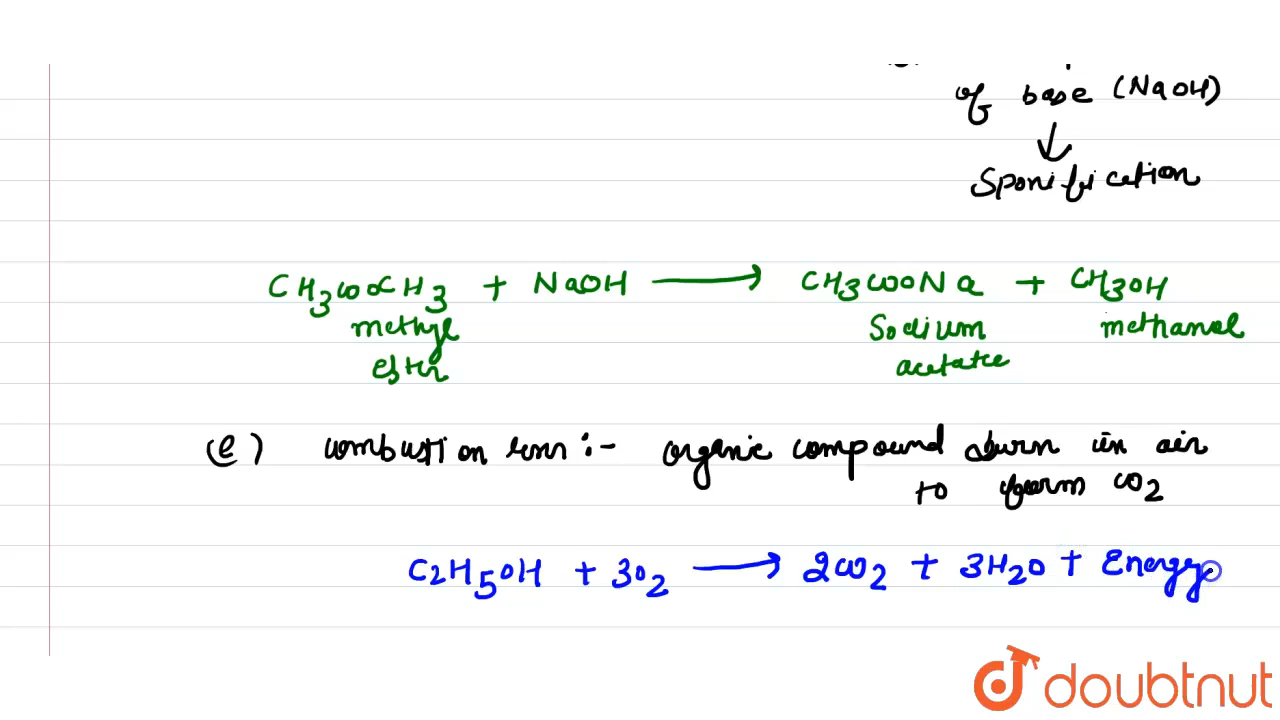 of base (NaOH)
↓
Sponification
CH3COOCH3 + NaOH ⟶ CH3COONa + CH3OH
methyl Sodium methanol
ester acetate
(e) combustion rxn :- organic compound burn in air
to form CO2
C2H5OH + 3O2 ⟶ 2CO2 + 3H2O + Energy
doubtnut